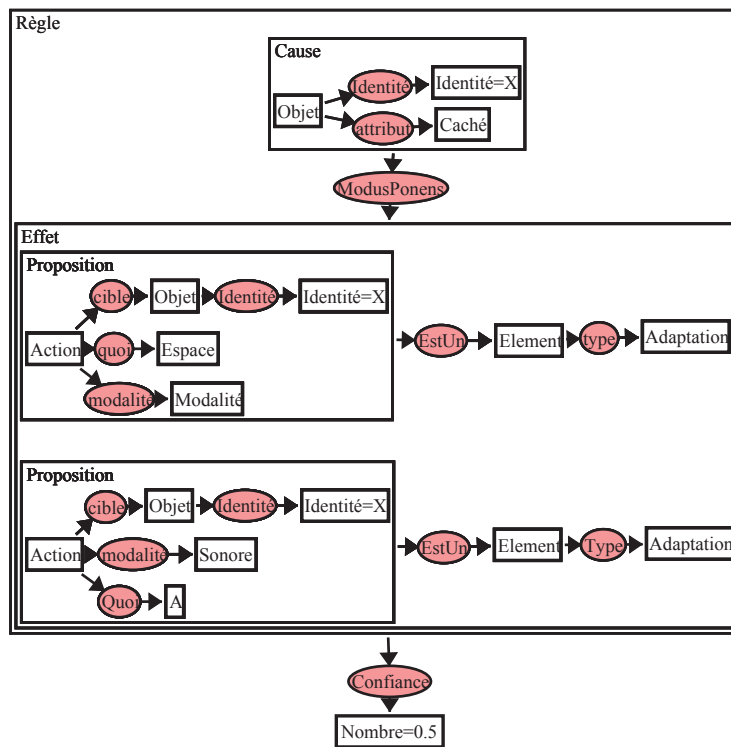 Règle
Cause
Identité
Identité=X
Objet
attribut
Caché
ModusPonens
Effet
Proposition
cible
Objet
Identité
Identité=X
Action
quoi
Espace
modalité
Modalité
EstUn
Element
type
Adaptation
Proposition
cible
Objet
Identité
Identité=X
Action
modalité
Sonore
Quoi
A
EstUn
Element
Type
Adaptation
Confiance
Nombre=0.5